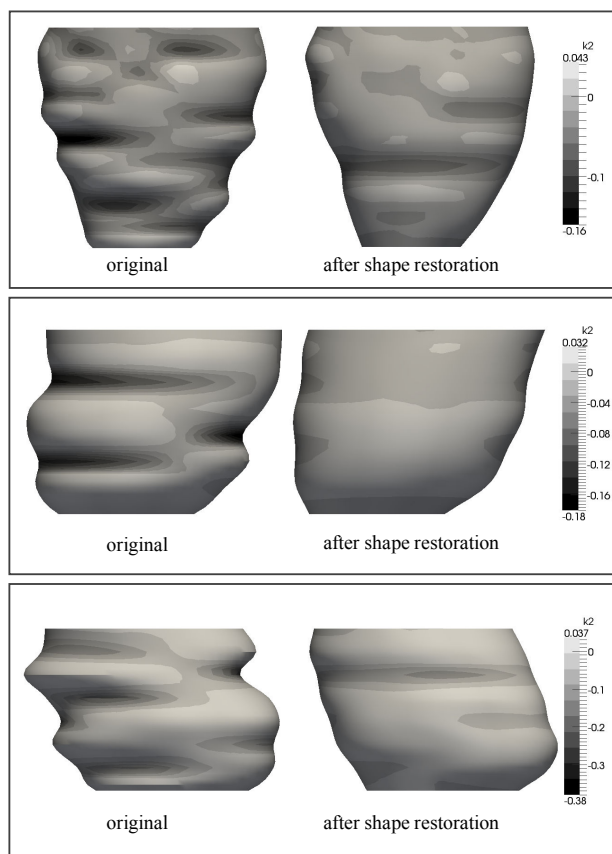 k2
0.043
0
-0.1
-0.16
original
after shape restoration
k2
0.032
0
-0.04
-0.08
-0.12
-0.16
-0.18
original
after shape restoration
k2
0.037
0
-0.1
-0.2
-0.3
-0.38
original
after shape restoration